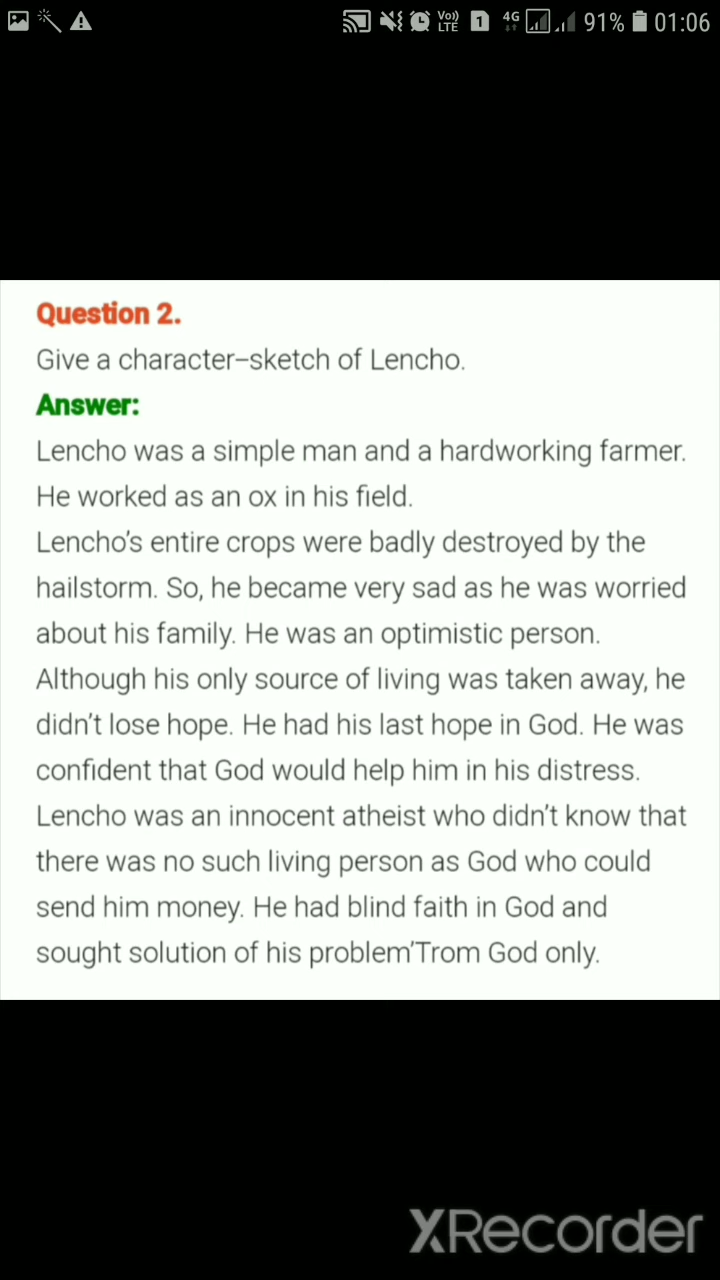 Vo))
LTE 1 4G 91% 01:06
Question 2.
Give a character–sketch of Lencho.
Answer:
Lencho was a simple man and a hardworking farmer.
He worked as an ox in his field.
Lencho's entire crops were badly destroyed by the
hailstorm. So, he became very sad as he was worried
about his family. He was an optimistic person.
Although his only source of living was taken away, he
didn't lose hope. He had his last hope in God. He was
confident that God would help him in his distress.
Lencho was an innocent atheist who didn't know that
there was no such living person as God who could
send him money. He had blind faith in God and
sought solution of his problem'Trom God only.
XRecorder